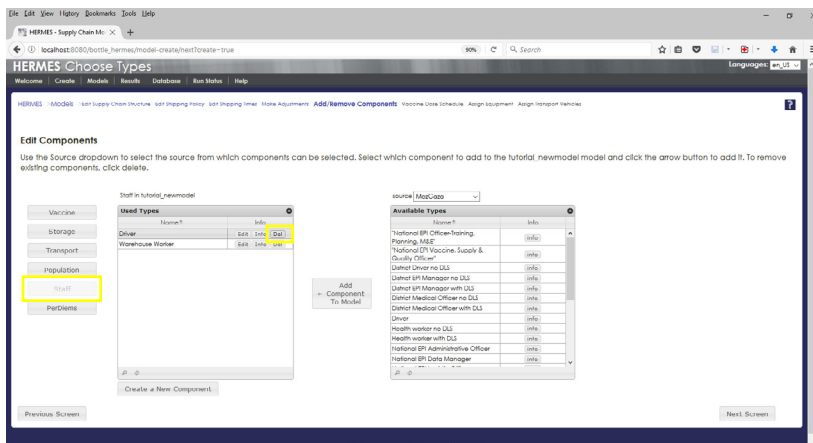 File Edit View History Bookmarks Tools Help
HERMES - Supply Chain Mo
localhost:8080/bottle_hermes/model-create/next?create=true
90%
Search
HERMES Choose Types
Languages: en_US
Welcome Create Models Results Database Run Status Help
HERMES Models Edit Supply Chain Structure Edit Shipping Policy Edit Shipping Times Make Adjustments Add/Remove Components Vaccine Dose Schedule Assign Equipment Assign Transport Vehicles
?
Edit Components
Use the Source dropdown to select the source from which components can be selected. Select which component to add to the tutorial_newmodel model and click the arrow button to add it. To remove
existing components, click delete.
Staff in tutorial_newmodel
source MozGaza
Vaccine
Storage
Transport
Population
Staff
PerDiems
Used Types
Name Info
Driver Edit Info Del
Warehouse Worker Edit Info Del
Create a New Component
Add
← Component
To Model
Available Types
Name Info
"National EPI Officer-Training,
Planning, M&E" Info
"National EPI Vaccine, Supply &
Quality Officer" Info
District Driver no DLS Info
District EPI Manager no DLS Info
District EPI Manager with DLS Info
District Medical Officer no DLS Info
District Medical Officer with DLS Info
Driver Info
Health worker no DLS Info
Health worker with DLS Info
National EPI Administrative Officer Info
National EPI Data Manager Info
Previous Screen
Next Screen